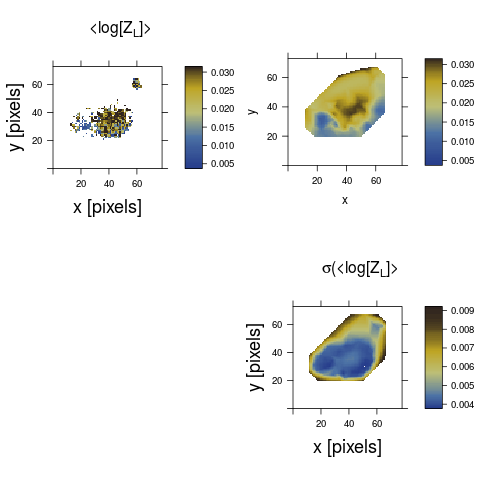 <log[Z_L]>
60
40
20
20 40 60
x [pixels]
y [pixels]
0.030
0.025
0.020
0.015
0.010
0.005
60
40
20
20 40 60
x
y
0.030
0.025
0.020
0.015
0.010
0.005
σ(<log[Z_L]>
60
40
20
20 40 60
x [pixels]
y [pixels]
0.009
0.008
0.007
0.006
0.005
0.004